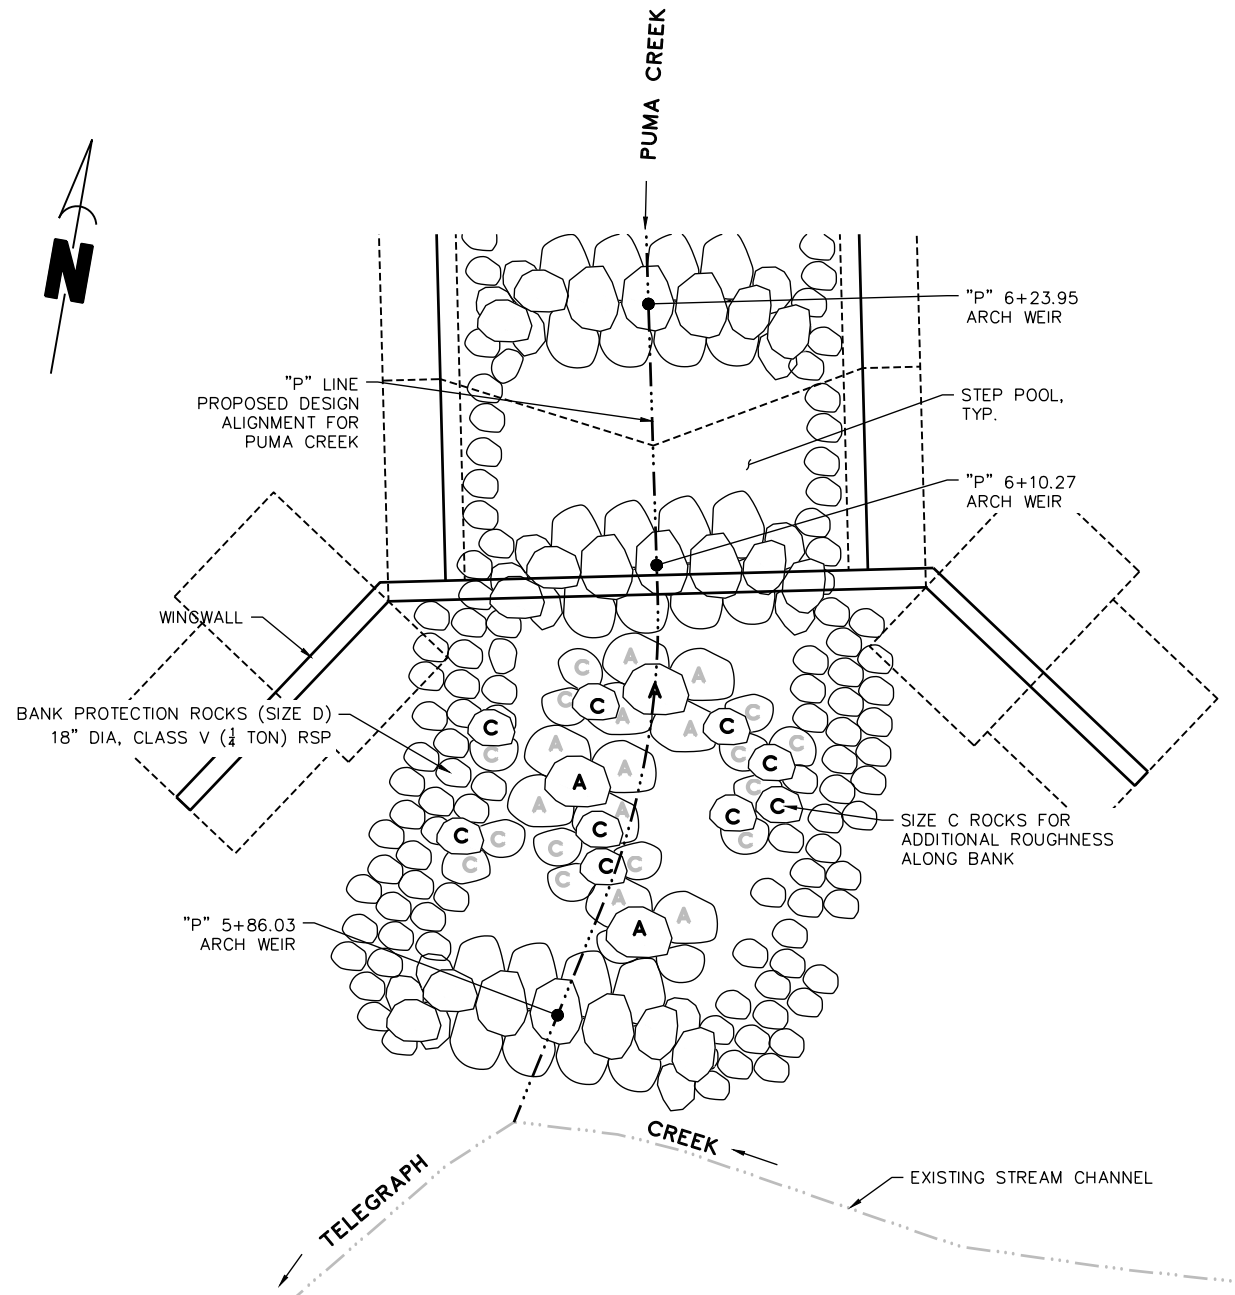 PUMA CREEK
N
"P" 6+23.95
ARCH WEIR
"P" LINE
PROPOSED DESIGN
ALIGNMENT FOR
PUMA CREEK
STEP POOL,
TYP.
"P" 6+10.27
ARCH WEIR
WINGWALL
C
A
A
C
A
C
A
C
A
C
C
C
C
C
A
C
A
C
A
C
A
A
C
C
C
C
C
C
C
C
C
C
C
C
A
A
A
BANK PROTECTION ROCKS (SIZE D)
18" DIA, CLASS V (1/4 TON) RSP
SIZE C ROCKS FOR
ADDITIONAL ROUGHNESS
ALONG BANK
"P" 5+86.03
ARCH WEIR
TELEGRAPH
CREEK
EXISTING STREAM CHANNEL